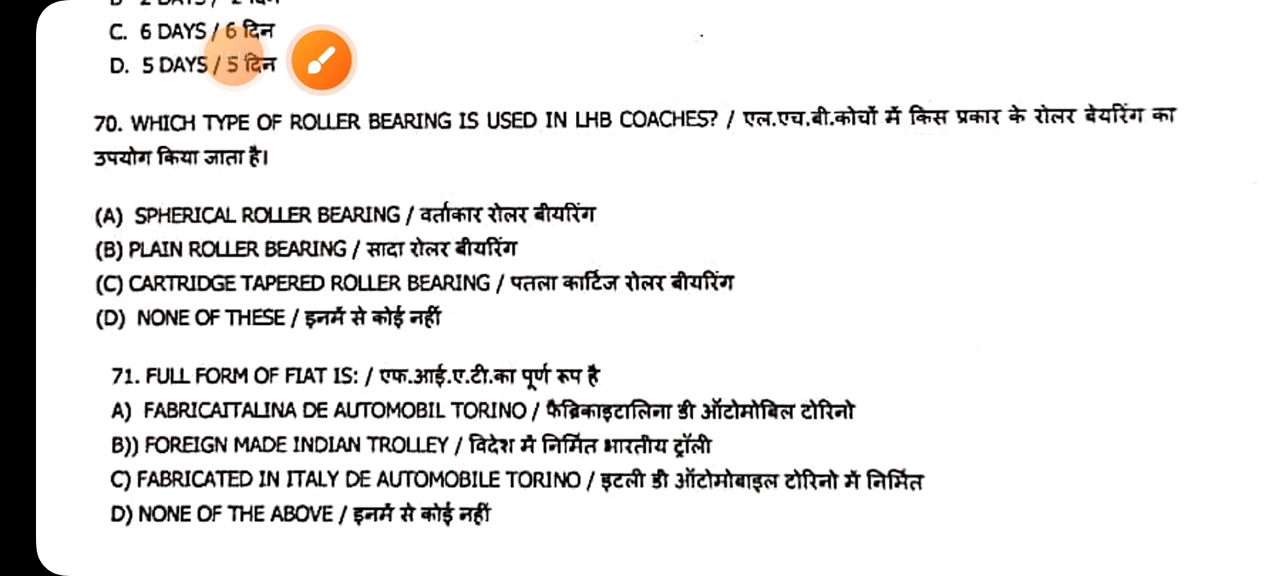 C. 6 DAYS / 6 दिन
D. 5 DAYS / 5 दिन
70. WHICH TYPE OF ROLLER BEARING IS USED IN LHB COACHES? / एल.एच.बी.कोचों में किस प्रकार के रोलर बेयरिंग का
उपयोग किया जाता है।
(A) SPHERICAL ROLLER BEARING / वर्ताकार रोलर बीयरिंग
(B) PLAIN ROLLER BEARING / सादा रोलर बीयरिंग
(C) CARTRIDGE TAPERED ROLLER BEARING / पतला कार्टिज रोलर बीयरिंग
(D) NONE OF THESE / इनमें से कोई नहीं
71. FULL FORM OF FIAT IS: / एफ.आई.ए.टी.का पूर्ण रूप है
A) FABRICAITALINA DE AUTOMOBIL TORINO / फैब्रिकाइटालिना डी ऑटोमोबिल टोरिनो
B)) FOREIGN MADE INDIAN TROLLEY / विदेश में निर्मित भारतीय ट्रॉली
C) FABRICATED IN ITALY DE AUTOMOBILE TORINO / इटली डी ऑटोमोबाइल टोरिनो में निर्मित
D) NONE OF THE ABOVE / इनमें से कोई नहीं